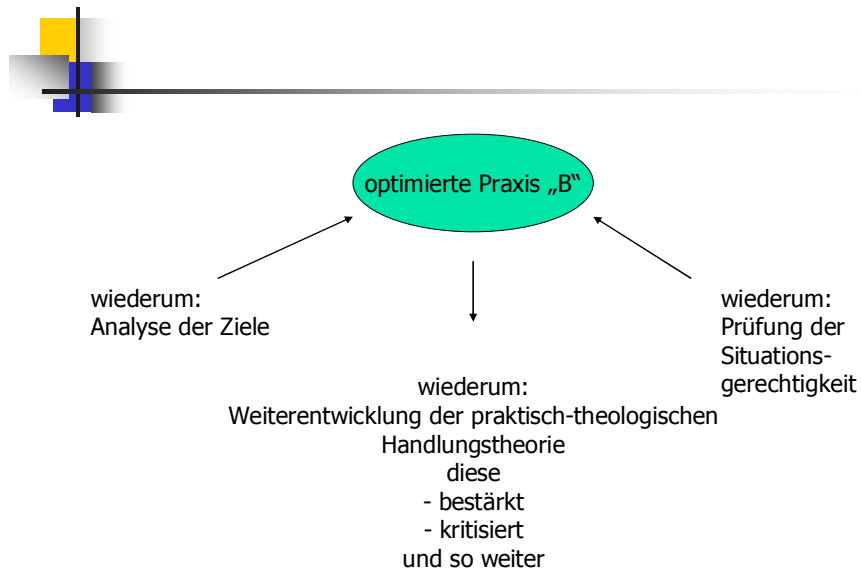 optimierte Praxis „B“
wiederum:
Analyse der Ziele
wiederum:
Prüfung der
Situations-
gerechtigkeit
wiederum:
Weiterentwicklung der praktisch-theologischen
Handlungstheorie
diese
- bestärkt
- kritisiert
und so weiter